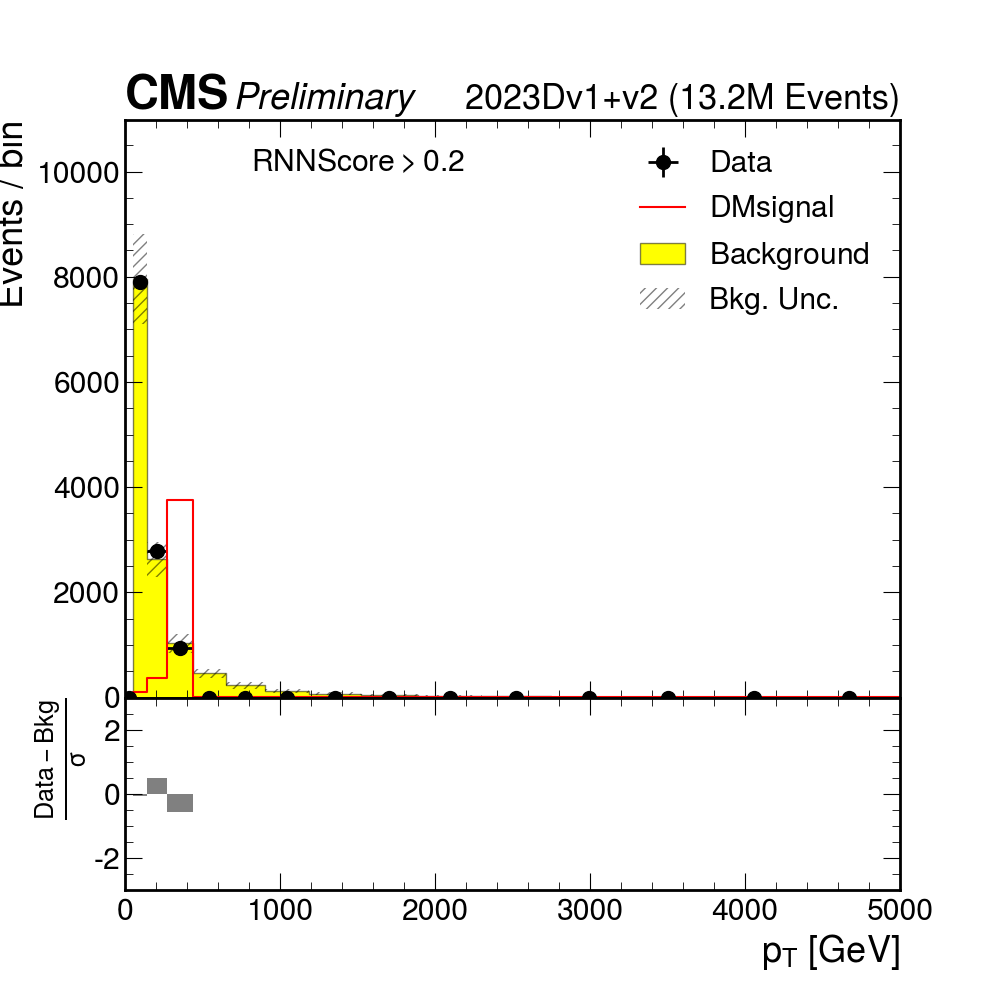 CMS Preliminary 2023Dv1+v2 (13.2M Events)
Events / bin
RNNScore > 0.2
Data
DMsignal
Background
Bkg. Unc.
10000
8000
6000
4000
2000
0
Data – Bkg
σ
2
0
-2
0 1000 2000 3000 4000 5000
pT [GeV]